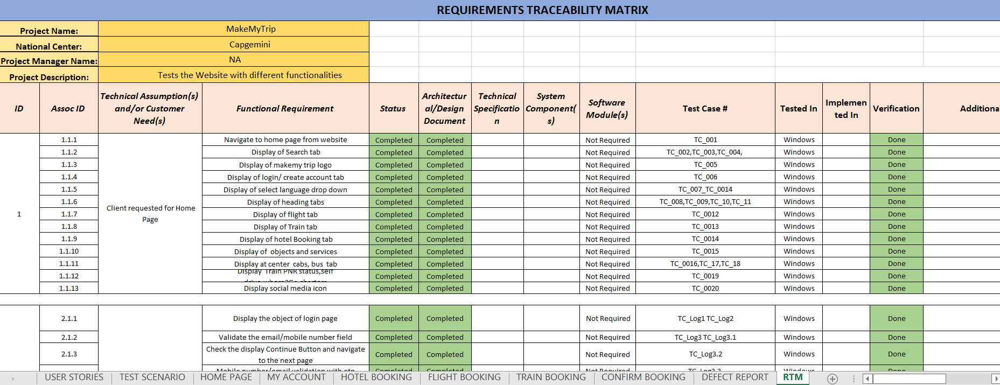 REQUIREMENTS TRACEABILITY MATRIX
Project Name: MakeMyTrip
National Center: Capgemini
Project Manager Name: NA
Project Description: Tests the Website with different functionalities
ID Assoc ID Technical Assumption(s) and/or Customer Need(s) Functional Requirement Status Architectural/Design Document Technical Specification System Component(s) Software Module(s) Test Case # Tested In Implemented In Verification Additiona
1 Client requested for Home Page
1.1.1 Navigate to home page from website Completed Completed Not Required TC_001 Windows Done
1.1.2 Display of Search tab Completed Completed Not Required TC_002,TC_003,TC_004, Windows Done
1.1.3 DIsplay of makemy trip logo Completed Completed Not Required TC_005 Windows Done
1.1.4 Display of login/ create account tab Completed Completed Not Required TC_006 Windows Done
1.1.5 Display of select language drop down Completed Completed Not Required TC_007_TC_0014 Windows Done
1.1.6 Display of heading tabs Completed Completed Not Required TC_008,TC_009,TC_10,TC_11 Windows Done
1.1.7 Display of flight tab Completed Completed Not Required TC_0012 Windows Done
1.1.8 Display of Train tab Completed Completed Not Required TC_0013 Windows Done
1.1.9 Display of hotel Booking tab Completed Completed Not Required TC_0014 Windows Done
1.1.10 Display of objects and services Completed Completed Not Required TC_0015 Windows Done
1.1.11 Display at center cabs, bus tab Completed Completed Not Required TC_0016,TC_17,TC_18 Windows Done
1.1.12 Display Train PNR status,self Completed Completed Not Required TC_0019 Windows Done
1.1.13 Display social media icon Completed Completed Not Required TC_0020 Windows Done
2.1.1 Display the object of login page Completed Completed Not Required TC_Log1 TC_Log2 Windows Done
2.1.2 Validate the email/mobile number field Completed Completed Not Required TC_Log3 TC_Log3.1 Windows Done
2.1.3 Check the display Continue Button and navigate to the next page Completed Completed Not Required TC_Log3.2 Windows Done
USER STORIES TEST SCENARIO HOME PAGE MY ACCOUNT HOTEL BOOKING FLIGHT BOOKING TRAIN BOOKING CONFIRM BOOKING DEFECT REPORT RTM